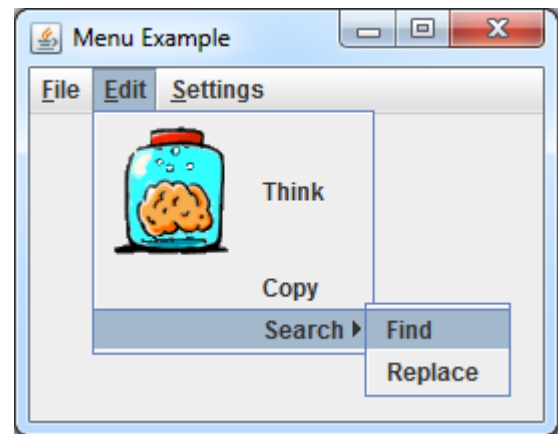 Menu Example
File Edit Settings
Think
Copy
Search
Find
Replace